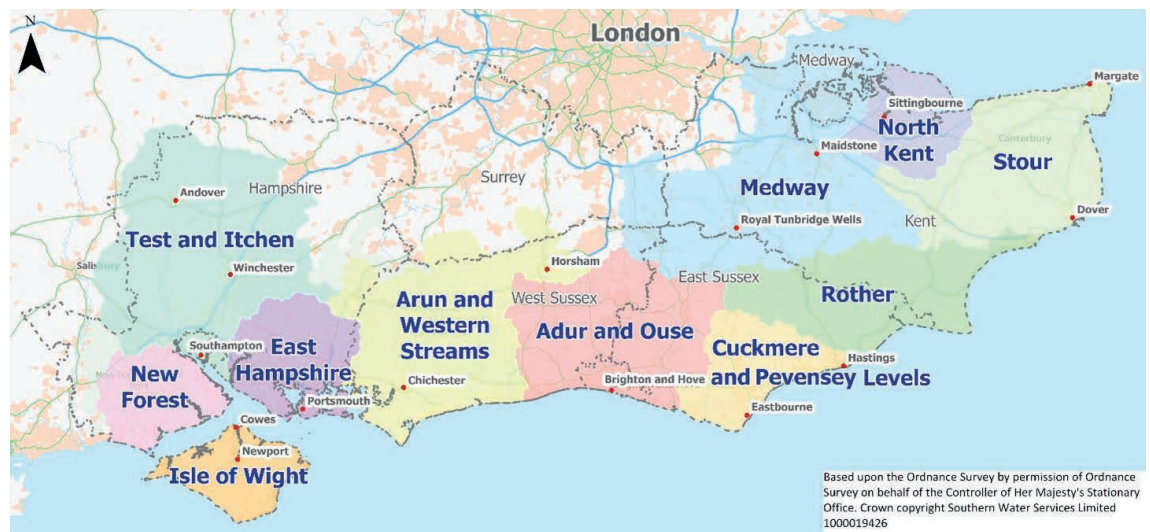 N
London
Medway
Margate
Sittingbourne
North
Kent
Canterbury
Maidstone
Stour
Andover
Hampshire
Surrey
Medway
Royal Tunbridge Wells
Kent
Dover
Test and Itchen
Salisbury
Winchester
Horsham
East Sussex
West Sussex
Rother
Arun and
Western
Streams
Adur and Ouse
Southampton
East
Hampshire
Cuckmere
and Pevensey Levels
Hastings
New
Forest
Chichester
Brighton and Hove
Portsmouth
Eastbourne
Cowes
Newport
Isle of Wight
Based upon the Ordnance Survey by permission of Ordnance
Survey on behalf of the Controller of Her Majesty's Stationary
Office. Crown copyright Southern Water Services Limited
1000019426